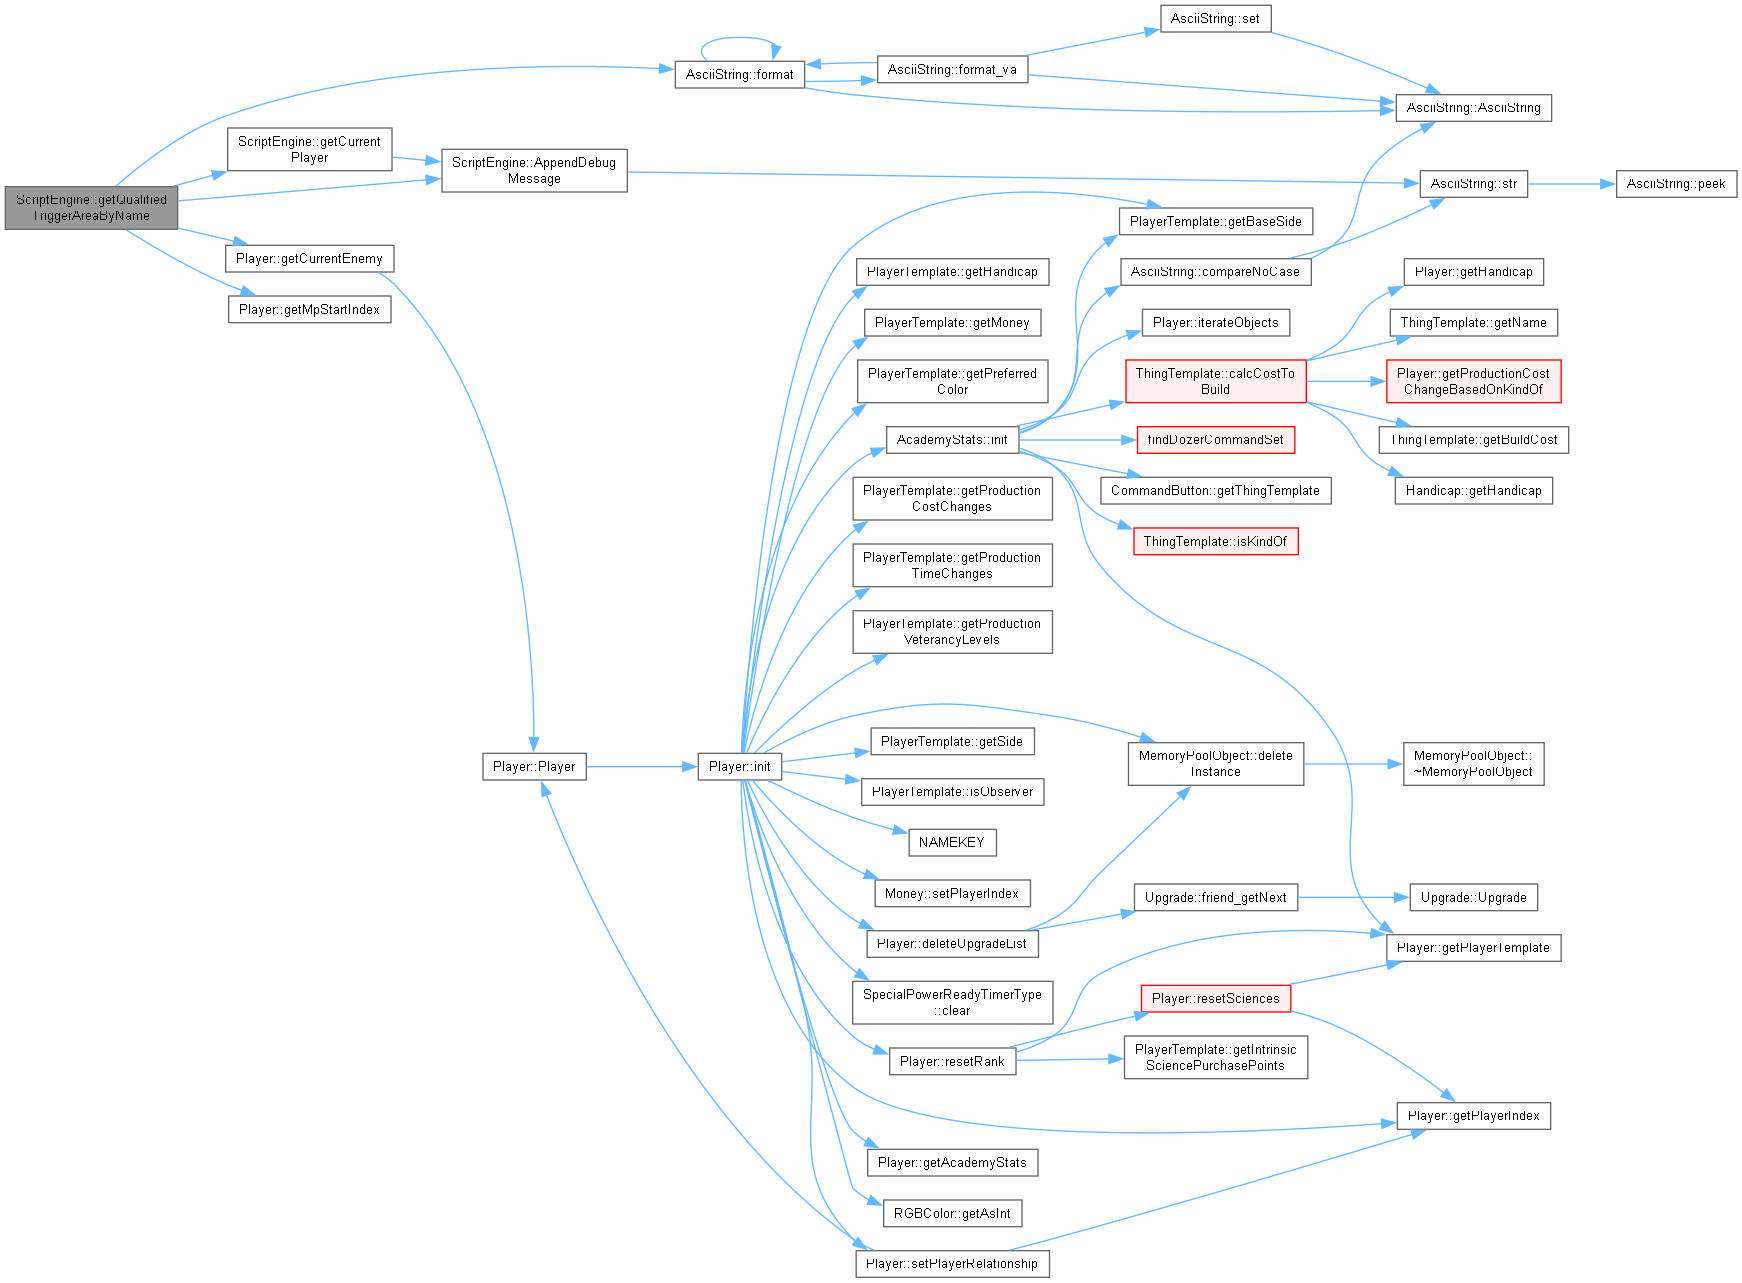 ScriptEngine::getQualified
TriggerAreaByName
AsciiString::format
ScriptEngine::getCurrent
Player
ScriptEngine::AppendDebug
Message
Player::getCurrentEnemy
Player::getMpStartIndex
AsciiString::format_va
AsciiString::set
AsciiString::AsciiString
AsciiString::str
AsciiString::peek
Player::Player
Player::init
PlayerTemplate::getBaseSide
PlayerTemplate::getHandicap
PlayerTemplate::getMoney
PlayerTemplate::getPreferred
Color
AcademyStats::init
AsciiString::compareNoCase
Player::iterateObjects
ThingTemplate::calcCostTo
Build
findDozerCommandSet
CommandButton::getThingTemplate
ThingTemplate::isKindOf
Player::getHandicap
ThingTemplate::getName
Player::getProductionCost
ChangeBasedOnKindOf
ThingTemplate::getBuildCost
Handicap::getHandicap
PlayerTemplate::getProduction
CostChanges
PlayerTemplate::getProduction
TimeChanges
PlayerTemplate::getProduction
VeterancyLevels
PlayerTemplate::getSide
PlayerTemplate::isObserver
NAMEKEY
Money::setPlayerIndex
Player::deleteUpgradeList
MemoryPoolObject::delete
Instance
MemoryPoolObject::
~MemoryPoolObject
Upgrade::friend_getNext
Upgrade::Upgrade
Player::getPlayerTemplate
SpecialPowerReadyTimerType
::clear
Player::resetSciences
Player::resetRank
PlayerTemplate::getIntrinsic
SciencePurchasePoints
Player::getPlayerIndex
Player::getAcademyStats
RGBColor::getAsInt
Player::setPlayerRelationship